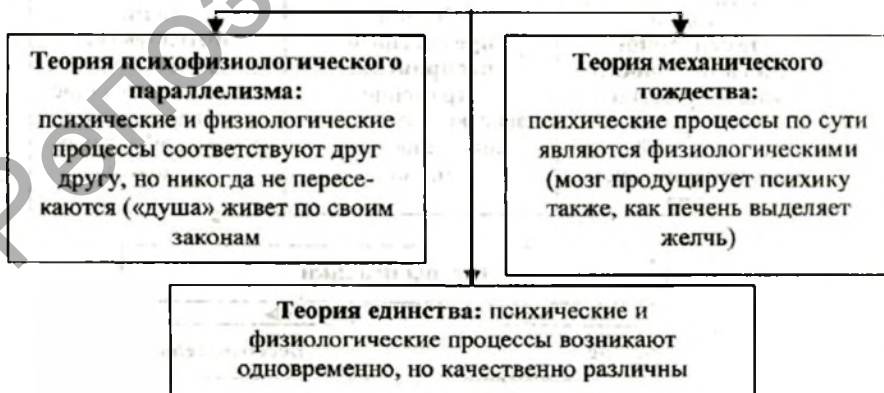 Репоз
Теория психофизиологического
параллелизма:
психические и физиологические
процессы соответствуют друг
другу, но никогда не пересе-
каются («душа» живет по своим
законам
Теория механического
тождества:
психические процессы по сути
являются физиологическими
(мозг продуцирует психику
также, как печень выделяет
желчь)
Теория единства: психические и
физиологические процессы возникают
одновременно, но качественно различны